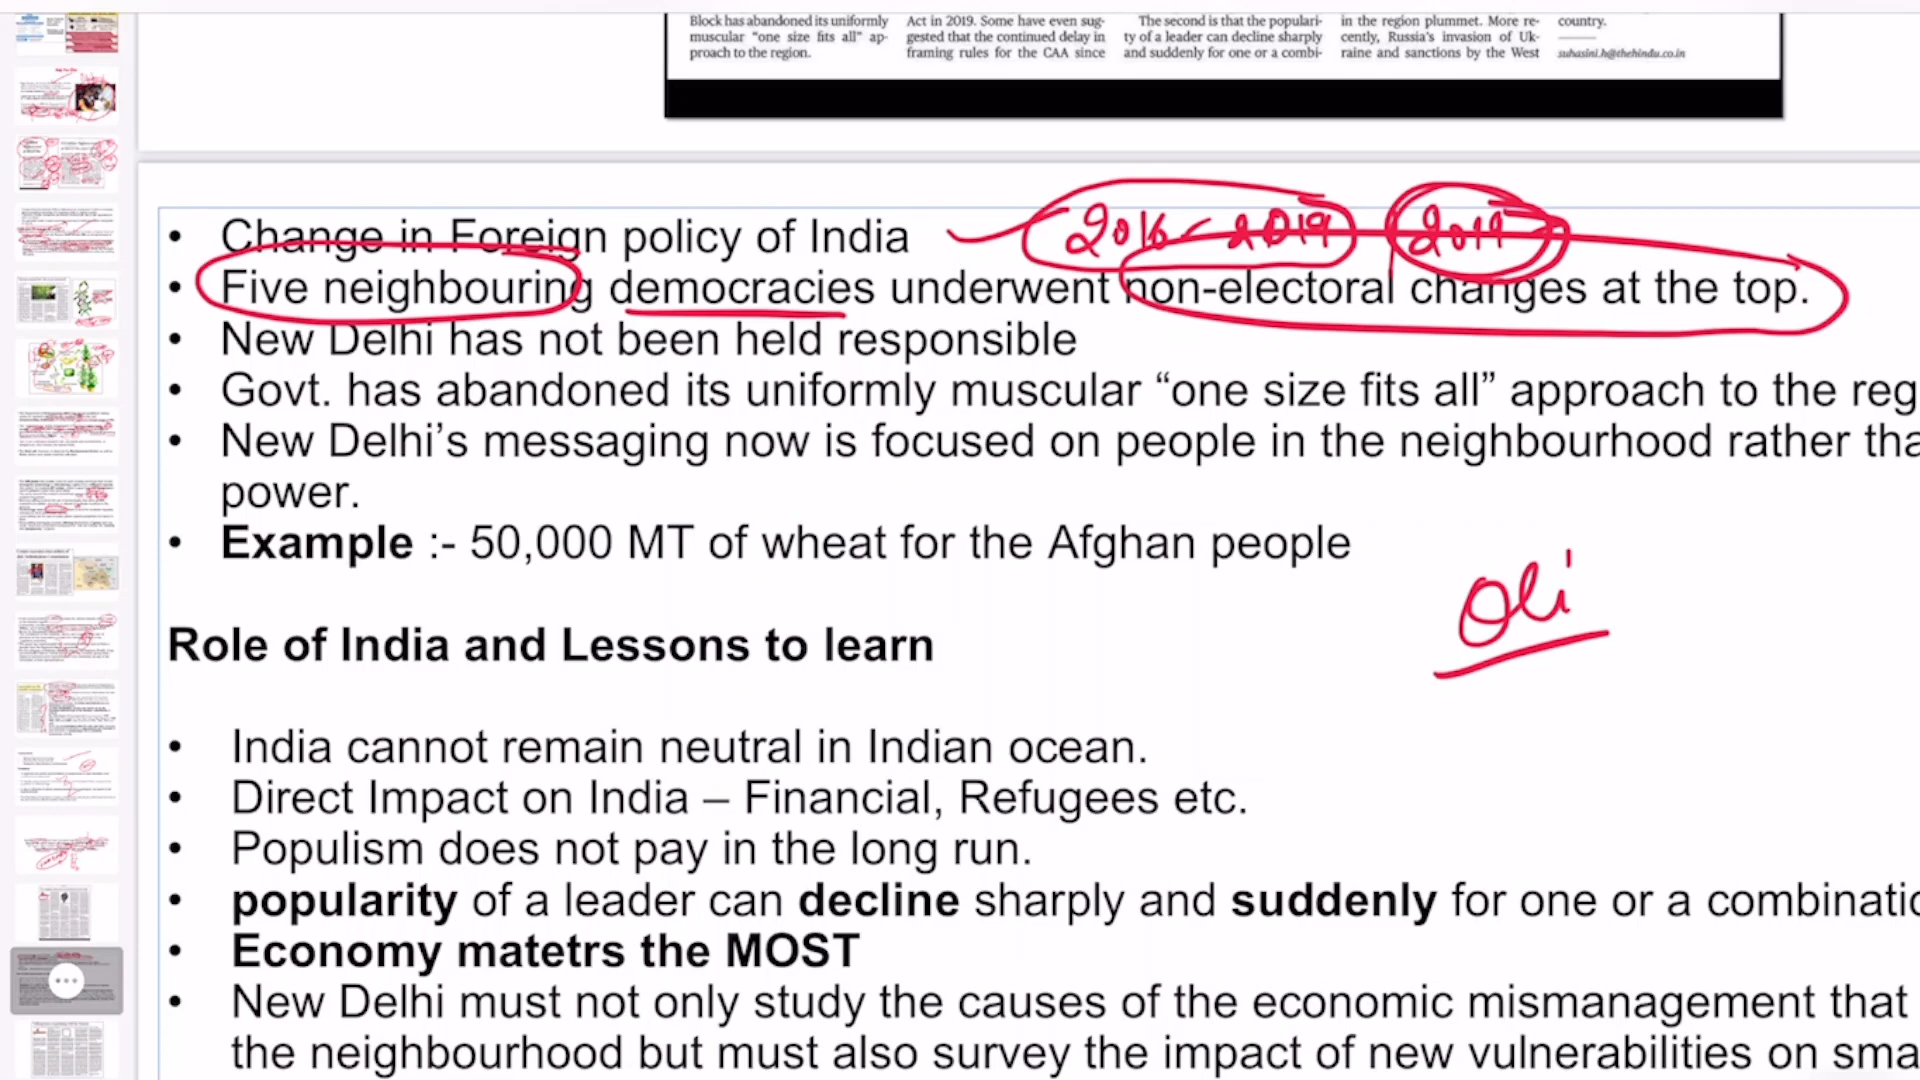 Block has abandoned its uniformly
muscular “one size fits all” ap-
proach to the region.
Act in 2019. Some have even sug-
gested that the continued delay in
framing rules for the CAA since
The second is that the populari-
ty of a leader can decline sharply
and suddenly for one or a combi-
in the region plummet. More re-
cently, Russia's invasion of Uk-
raine and sanctions by the West
country.
suhasini.h@thehindu.co.in
• Change in Foreign policy of India 2016 - 2019 2019
• Five neighbouring democracies underwent non-electoral changes at the top.
• New Delhi has not been held responsible
• Govt. has abandoned its uniformly muscular “one size fits all” approach to the reg
• New Delhi’s messaging now is focused on people in the neighbourhood rather tha
power.
• Example :- 50,000 MT of wheat for the Afghan people
Oli
Role of India and Lessons to learn
• India cannot remain neutral in Indian ocean.
• Direct Impact on India – Financial, Refugees etc.
• Populism does not pay in the long run.
• popularity of a leader can decline sharply and suddenly for one or a combinatio
• Economy matetrs the MOST
• New Delhi must not only study the causes of the economic mismanagement that
the neighbourhood but must also survey the impact of new vulnerabilities on sma